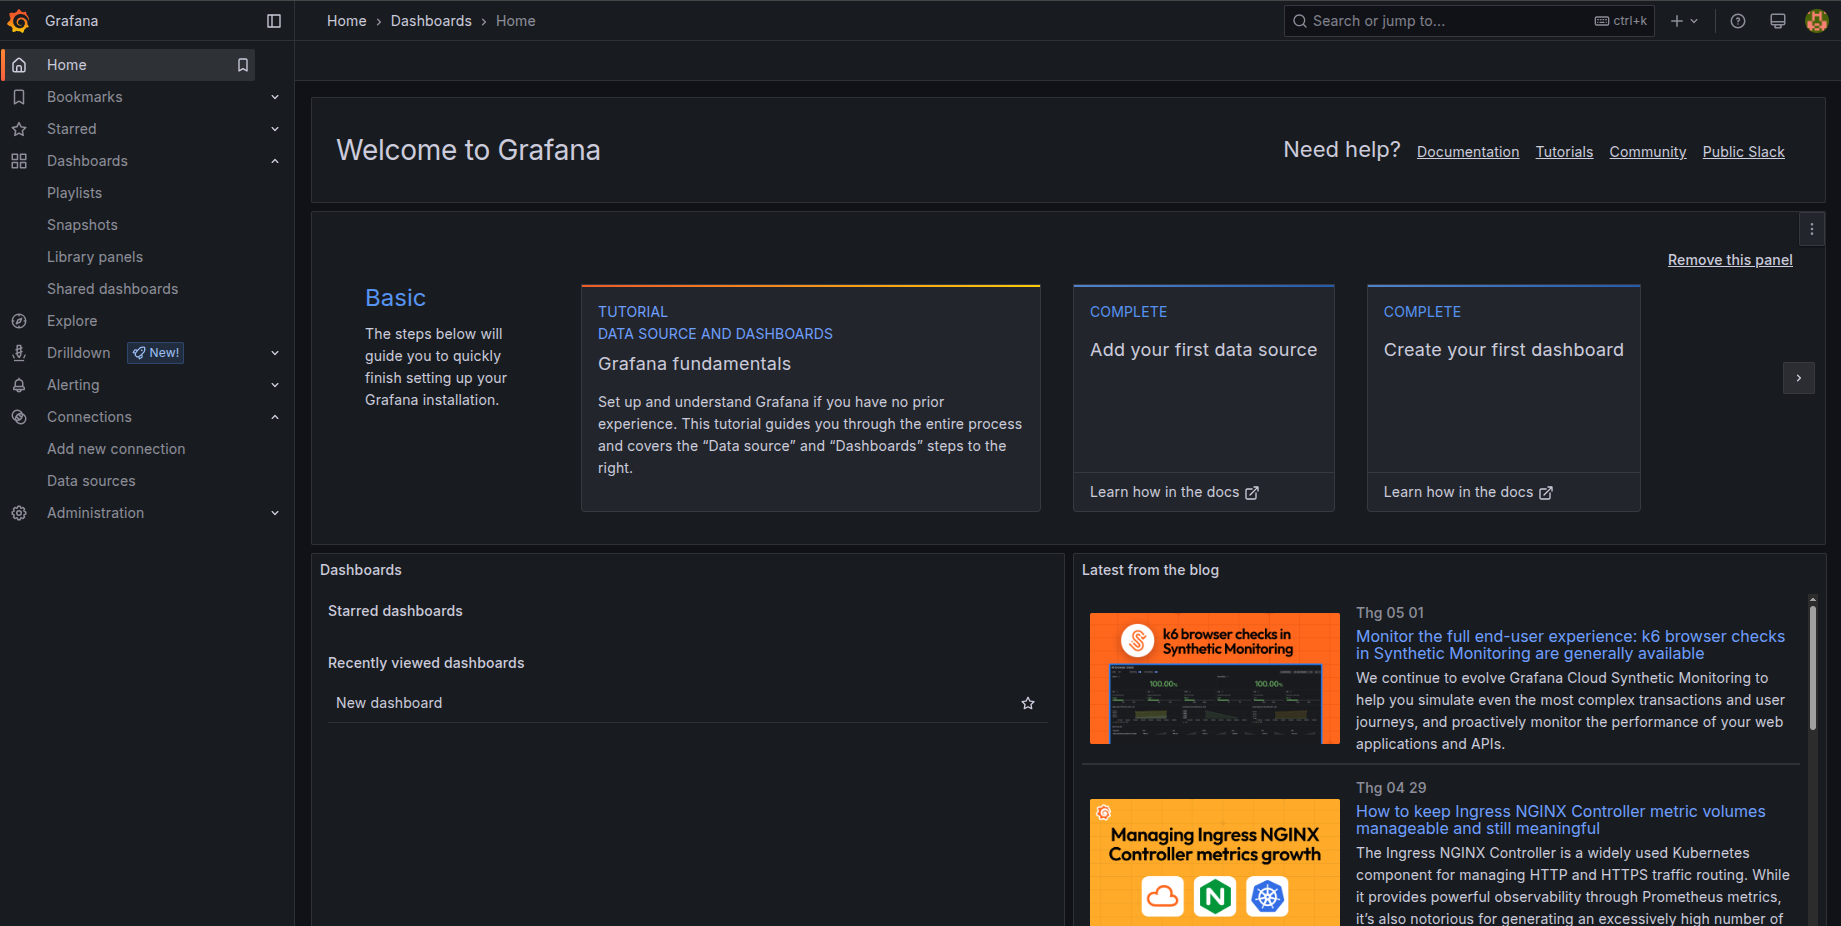 Grafana
Home › Dashboards › Home
Search or jump to...
ctrl+k
Home
Bookmarks
Starred
Dashboards
Playlists
Snapshots
Library panels
Shared dashboards
Explore
Drilldown
New!
Alerting
Connections
Add new connection
Data sources
Administration
Welcome to Grafana
Need help?
Documentation
Tutorials
Community
Public Slack
Remove this panel
Basic
The steps below will
guide you to quickly
finish setting up your
Grafana installation.
TUTORIAL
DATA SOURCE AND DASHBOARDS
Grafana fundamentals
Set up and understand Grafana if you have no prior
experience. This tutorial guides you through the entire process
and covers the “Data source” and “Dashboards” steps to the
right.
COMPLETE
Add your first data source
Learn how in the docs
COMPLETE
Create your first dashboard
Learn how in the docs
Dashboards
Starred dashboards
Recently viewed dashboards
New dashboard
Latest from the blog
k6 browser checks in
Synthetic Monitoring
100.00%
100.00%
Thg 05 01
Monitor the full end-user experience: k6 browser checks
in Synthetic Monitoring are generally available
We continue to evolve Grafana Cloud Synthetic Monitoring to
help you simulate even the most complex transactions and user
journeys, and proactively monitor the performance of your web
applications and APIs.
Managing Ingress NGINX
Controller metrics growth
Thg 04 29
How to keep Ingress NGINX Controller metric volumes
manageable and still meaningful
The Ingress NGINX Controller is a widely used Kubernetes
component for managing HTTP and HTTPS traffic routing. While
it provides powerful observability through Prometheus metrics,
it’s also notorious for generating an excessively high number of